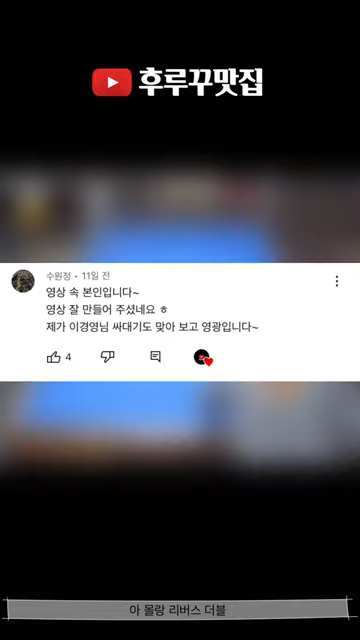 후루꾸맛집
수원정 • 11일 전
영상 속 본인입니다~
영상 잘 만들어 주셨네요 ㅎ
제가 이경영님 싸대기도 맞아 보고 영광입니다~
4
아 몰랑 리버스 더블